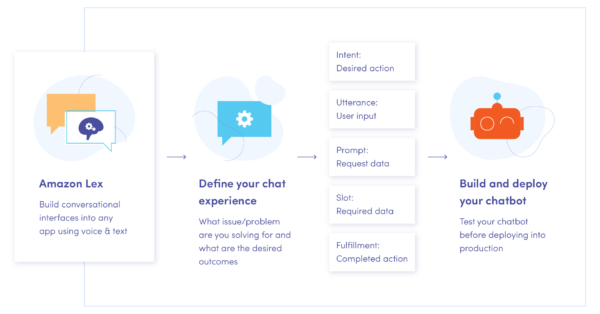 Amazon Lex
Build conversational
interfaces into any
app using voice & text
Define your chat
experience
What issue/problem
are you solving for and
what are the desired
outcomes
Intent:
Desired action
Utterance:
User input
Prompt:
Request data
Slot:
Required data
Fulfillment:
Completed action
Build and deploy
your chatbot
Test your chatbot
before deploying into
production